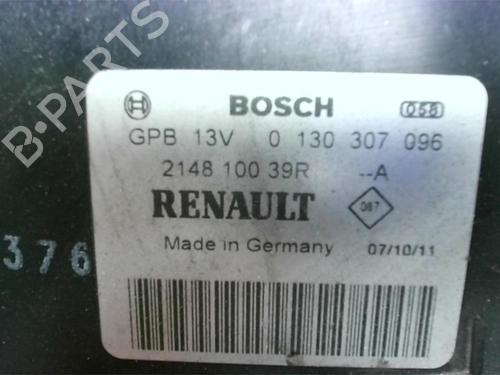 BOSCH 058
GPB 13V 0 130 307 096
2148 100 39R --A
RENAULT 087
Made in Germany 07/10/11
376
B-PARTS
B-PARTS